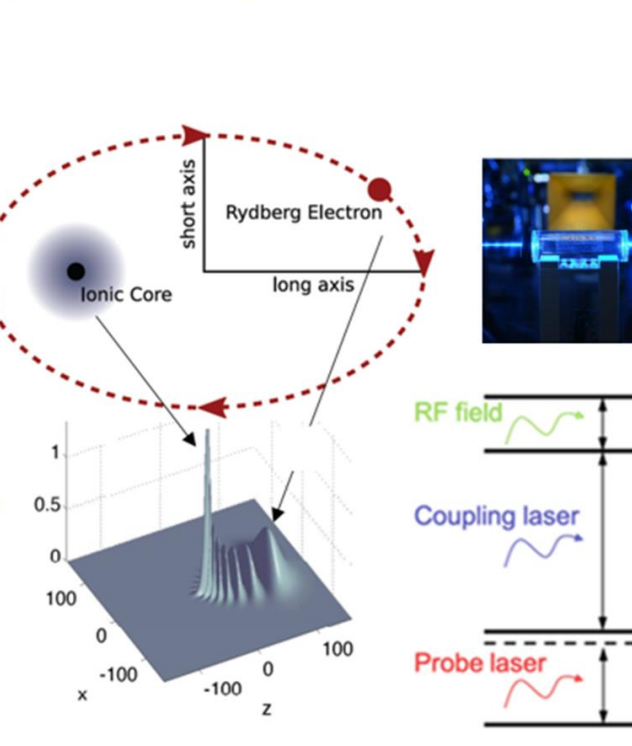 short axis
Rydberg Electron
long axis
Ionic Core
RF field
Coupling laser
Probe laser
1
0.5
0
100
0
-100
x
-100
0
100
z